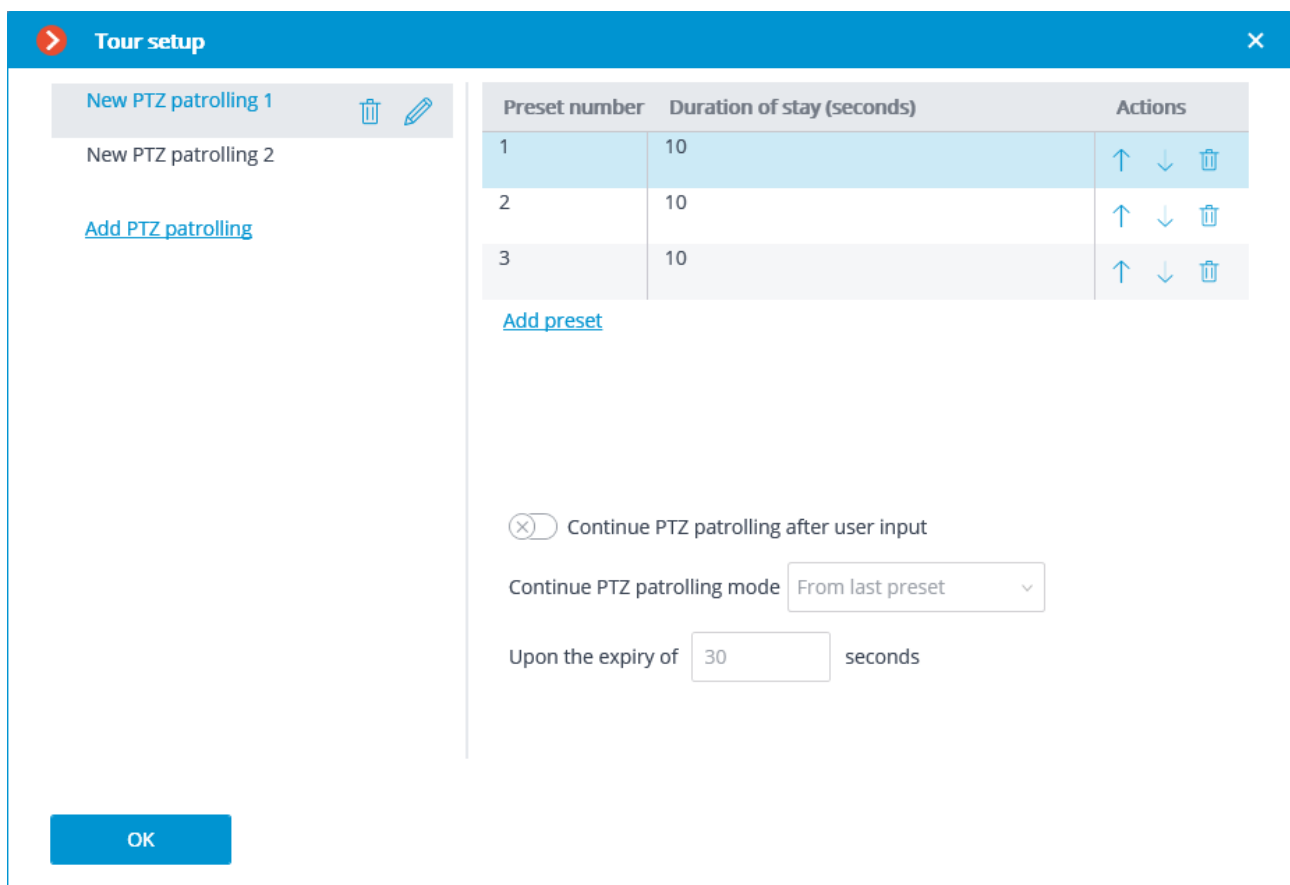 Tour setup
New PTZ patrolling 1
New PTZ patrolling 2
Add PTZ patrolling
Preset number Duration of stay (seconds) Actions
1 10
2 10
3 10
Add preset
Continue PTZ patrolling after user input
Continue PTZ patrolling mode From last preset
Upon the expiry of 30 seconds
OK